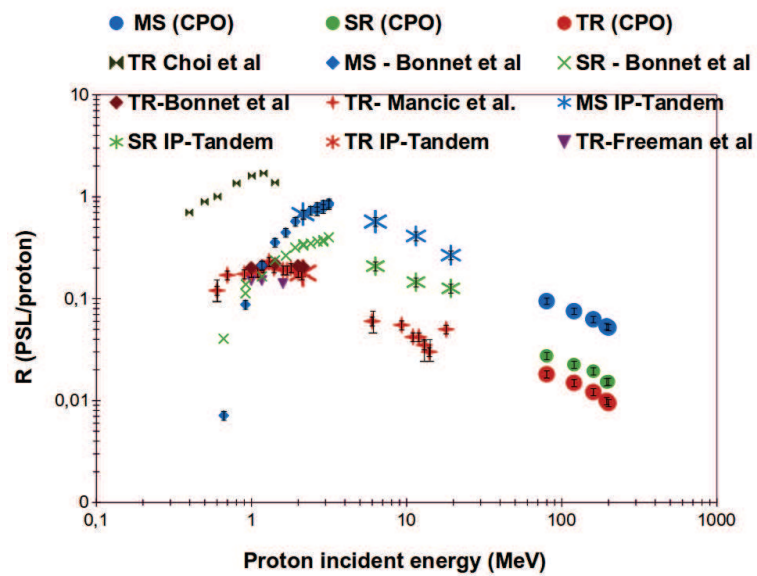 MS (CPO) SR (CPO) TR (CPO)
TR Choi et al MS - Bonnet et al SR - Bonnet et al
TR-Bonnet et al TR- Mancic et al. MS IP-Tandem
SR IP-Tandem TR IP-Tandem TR-Freeman et al
10
1
0,1
0,01
0
R (PSL/proton)
0,1 1 10 100 1000
Proton incident energy (MeV)